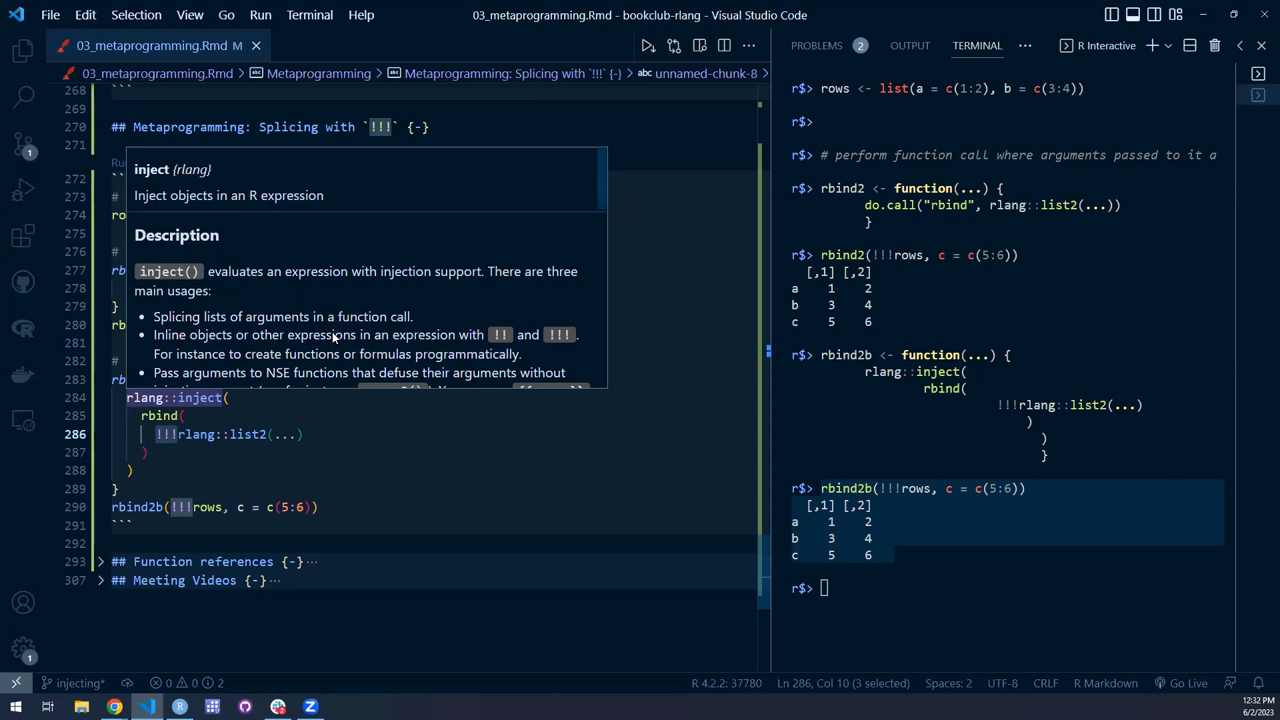 File Edit Selection View Go Run Terminal Help 03_metaprogramming.Rmd - bookclub-rlang - Visual Studio Code
03_metaprogramming.Rmd M
03_metaprogramming.Rmd > Metaprogramming > Metaprogramming: Splicing with `!!!` {-} > unnamed-chunk-8
268 ```
269
270 ## Metaprogramming: Splicing with `!!!` {-}
271
Ru
272 ``
273 #
274 ro
275
276 #
277 rb
278
279 }
280 rb
281
282 #
283 rb
inject {rlang}
Inject objects in an R expression
Description
inject() evaluates an expression with injection support. There are three
main usages:
• Splicing lists of arguments in a function call.
• Inline objects or other expressions in an expression with !! and !!!.
For instance to create functions or formulas programmatically.
• Pass arguments to NSE functions that defuse their arguments without
284 rlang::inject(
285 rbind(
286 !!!rlang::list2(...)
287 )
288 )
289 }
290 rbind2b(!!!rows, c = c(5:6))
291 ```
292
293 ## Function references {-}···
307 ## Meeting Videos {-}···
PROBLEMS 2 OUTPUT TERMINAL ··· R Interactive
r$> rows <- list(a = c(1:2), b = c(3:4))
r$>
r$> # perform function call where arguments passed to it a
r$> rbind2 <- function(...) {
do.call("rbind", rlang::list2(...))
}
r$> rbind2(!!!rows, c = c(5:6))
[,1] [,2]
a 1 2
b 3 4
c 5 6
r$> rbind2b <- function(...) {
rlang::inject(
rbind(
!!!rlang::list2(...)
)
)
}
r$> rbind2b(!!!rows, c = c(5:6))
[,1] [,2]
a 1 2
b 3 4
c 5 6
r$>
1
1
injecting* 0 0 2 R 4.2.2: 37780 Ln 286, Col 10 (3 selected) Spaces: 2 UTF-8 CRLF R Markdown Go Live
12:32 PM
6/2/2023